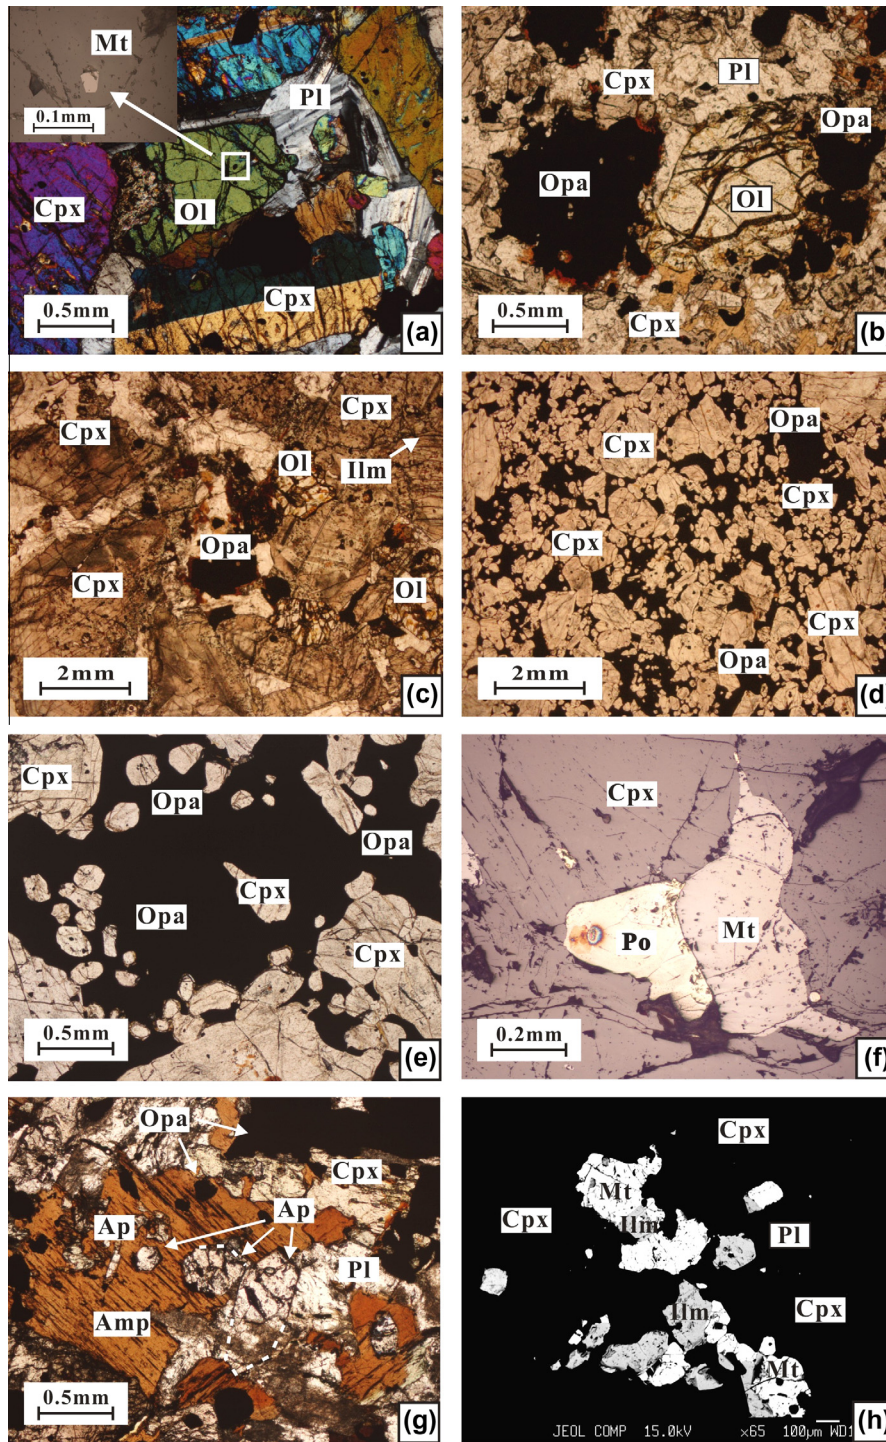 Mt
0.1mm
Pl
Cpx
Ol
Cpx
0.5mm
(a)
Cpx
Pl
Opa
Opa
Ol
0.5mm
Cpx
(b)
Cpx
Cpx
Ol
Ilm
Opa
Cpx
Ol
2mm
(c)
Opa
Cpx
Cpx
Cpx
Cpx
Opa
2mm
(d)
Cpx
Opa
Opa
Cpx
Opa
Cpx
0.5mm
(e)
Cpx
Po
Mt
0.2mm
(f)
Opa
Cpx
Ap
Ap
Pl
Amp
0.5mm
(g)
Cpx
Mt
Cpx
Ilm
Pl
Ilm
Cpx
Mt
JEOL COMP 15.0kV ×65 100μm WD1
(h)